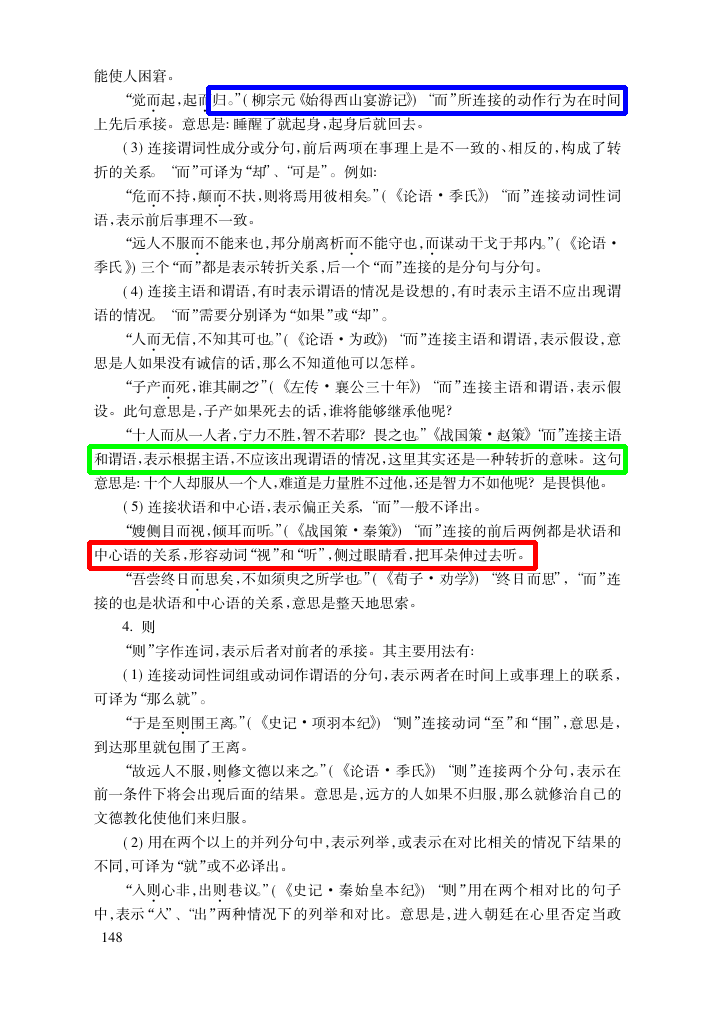 能使人困窘。
“觉而起,起而归。”(柳宗元《始得西山宴游记》) “而”所连接的动作行为在时间
上先后承接。意思是:睡醒了就起身,起身后就回去。
(3)连接谓词性成分或分句,前后两项在事理上是不一致的、相反的,构成了转
折的关系。“而”可译为“却”、“可是”。例如:
“危而不持,颠而不扶,则将焉用彼相矣。”(《论语·季氏》) “而”连接动词性词
语,表示前后事理不一致。
“远人不服而不能来也,邦分崩离析而不能守也,而谋动干戈于邦内。”(《论语·
季氏》)三个“而”都是表示转折关系,后一个“而”连接的是分句与分句。
(4)连接主语和谓语,有时表示谓语的情况是设想的,有时表示主语不应出现谓
语的情况。“而”需要分别译为“如果”或“却”。
“人而无信,不知其可也。”(《论语·为政》) “而”连接主语和谓语,表示假设,意
思是人如果没有诚信的话,那么不知道他可以怎样。
“子产而死,谁其嗣之?”(《左传·襄公三十年》) “而”连接主语和谓语,表示假
设。此句意思是,子产如果死去的话,谁将能够继承他呢?
“十人而从一人者,宁力不胜,智不若耶? 畏之也。”《战国策·赵策》“而”连接主语
和谓语,表示根据主语,不应该出现谓语的情况,这里其实还是一种转折的意味。这句
意思是:十个人却服从一个人,难道是力量胜不过他,还是智力不如他呢? 是畏惧他。
(5)连接状语和中心语,表示偏正关系,“而”一般不译出。
“嫂侧目而视,倾耳而听。”(《战国策·秦策》) “而”连接的前后两例都是状语和
中心语的关系,形容动词“视”和“听”,侧过眼睛看,把耳朵伸过去听。
“吾尝终日而思矣,不如须臾之所学也。”(《荀子·劝学》) “终日而思”,“而”连
接的也是状语和中心语的关系,意思是整天地思索。
4. 则
“则”字作连词,表示后者对前者的承接。其主要用法有:
(1)连接动词性词组或动词作谓语的分句,表示两者在时间上或事理上的联系,
可译为“那么就”。
“于是至则围王离。”(《史记·项羽本纪》) “则”连接动词“至”和“围”,意思是,
到达那里就包围了王离。
“故远人不服,则修文德以来之。”(《论语·季氏》) “则”连接两个分句,表示在
前一条件下将会出现后面的结果。意思是,远方的人如果不归服,那么就修治自己的
文德教化使他们来归服。
(2)用在两个以上的并列分句中,表示列举,或表示在对比相关的情况下结果的
不同,可译为“就”或不必译出。
“入则心非,出则巷议。”(《史记·秦始皇本纪》) “则”用在两个相对比的句子
中,表示“入”、“出”两种情况下的列举和对比。意思是,进入朝廷在心里否定当政
148